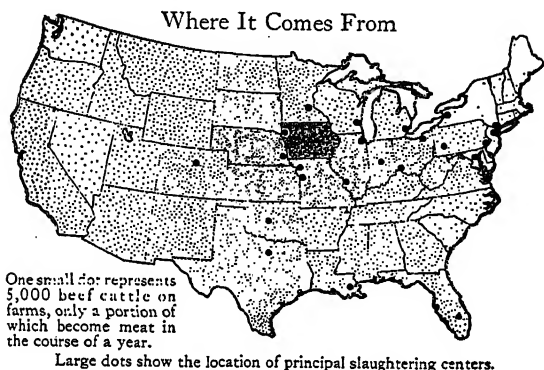 Where It Comes From
One small dot represents
5,000 beef cattle on
farms, only a portion of
which become meat in
the course of a year.
Large dots show the location of principal slaughtering centers.